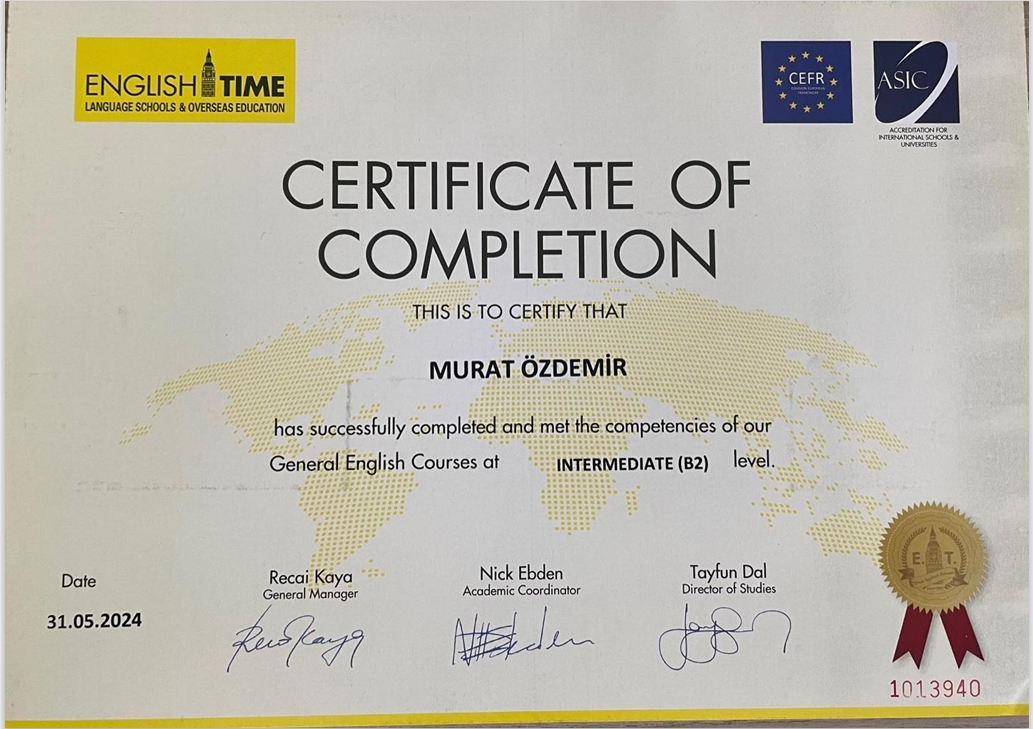 ENGLISH TIME
LANGUAGE SCHOOLS & OVERSEAS EDUCATION
CEFR
ASIC
ACCREDITATION FOR
INTERNATIONAL SCHOOLS &
UNIVERSITIES
CERTIFICATE OF
COMPLETION
THIS IS TO CERTIFY THAT
MURAT ÖZDEMİR
has successfully completed and met the competencies of our
General English Courses at INTERMEDIATE (B2) level.
Date
31.05.2024
Recai Kaya
General Manager
Nick Ebden
Academic Coordinator
Tayfun Dal
Director of Studies
E. T.
1013940